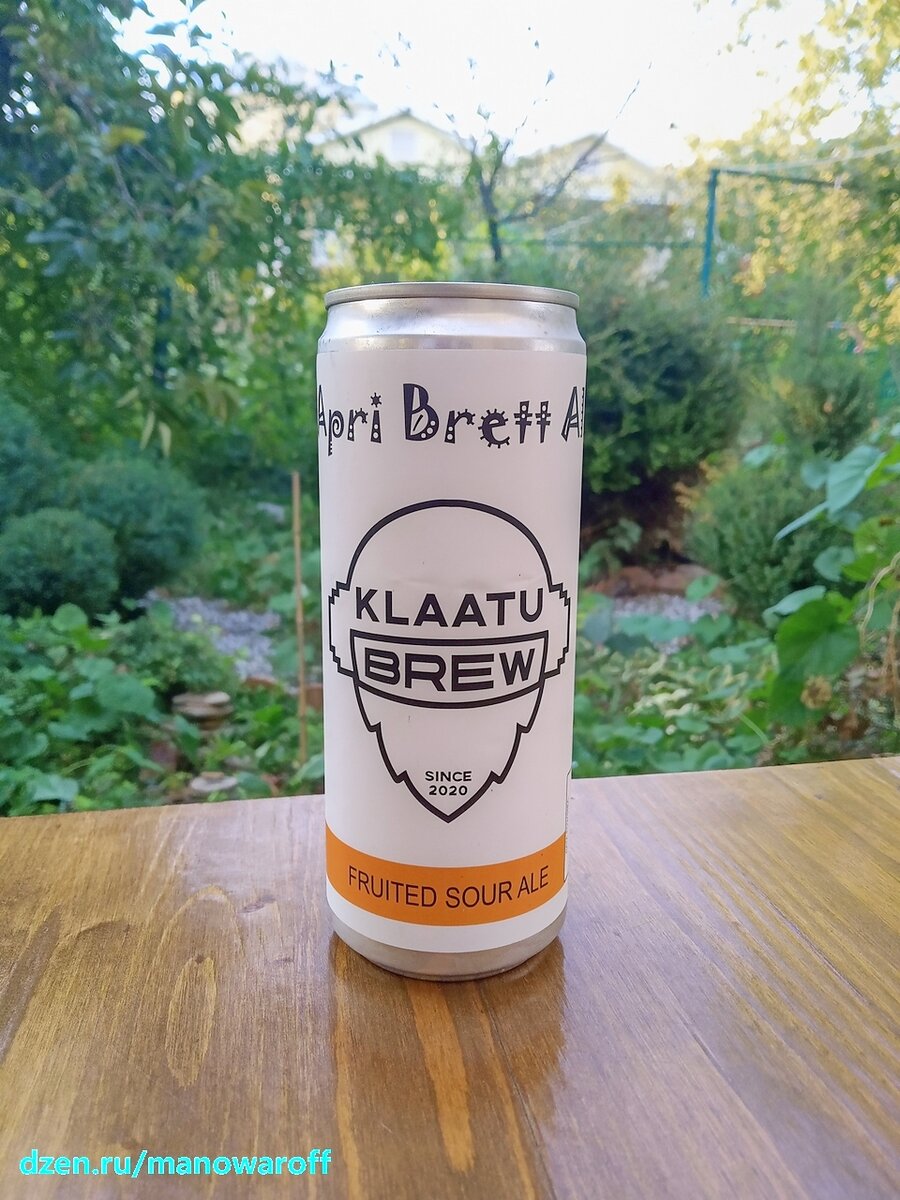 Apri Brett
KLAATU
BREW
SINCE
2020
FRUITED SOUR ALE
dzen.ru/manowaroff